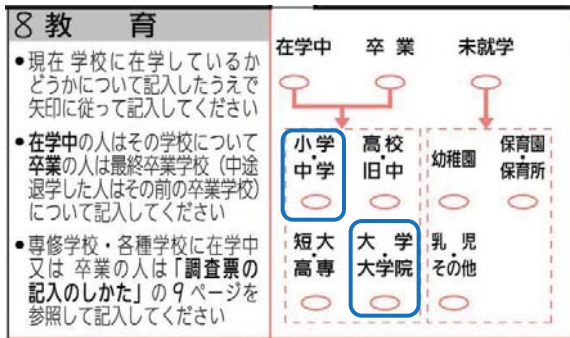 8 教 育
●現在 学校に在学しているか
どうかについて記入したうえで
矢印に従って記入してください
●在学中の人はその学校について
卒業の人は最終卒業学校（中途
退学した人はその前の卒業学校）
について記入してください
●専修学校・各種学校に在学中
又は 卒業の人は「調査票の
記入のしかた」の9ページを
参照して記入してください
在学中 卒 業 未就学
小学・中学
高校・旧中
幼稚園
保育園・保育所
短大・高専
大 学・大学院
乳 児・その他